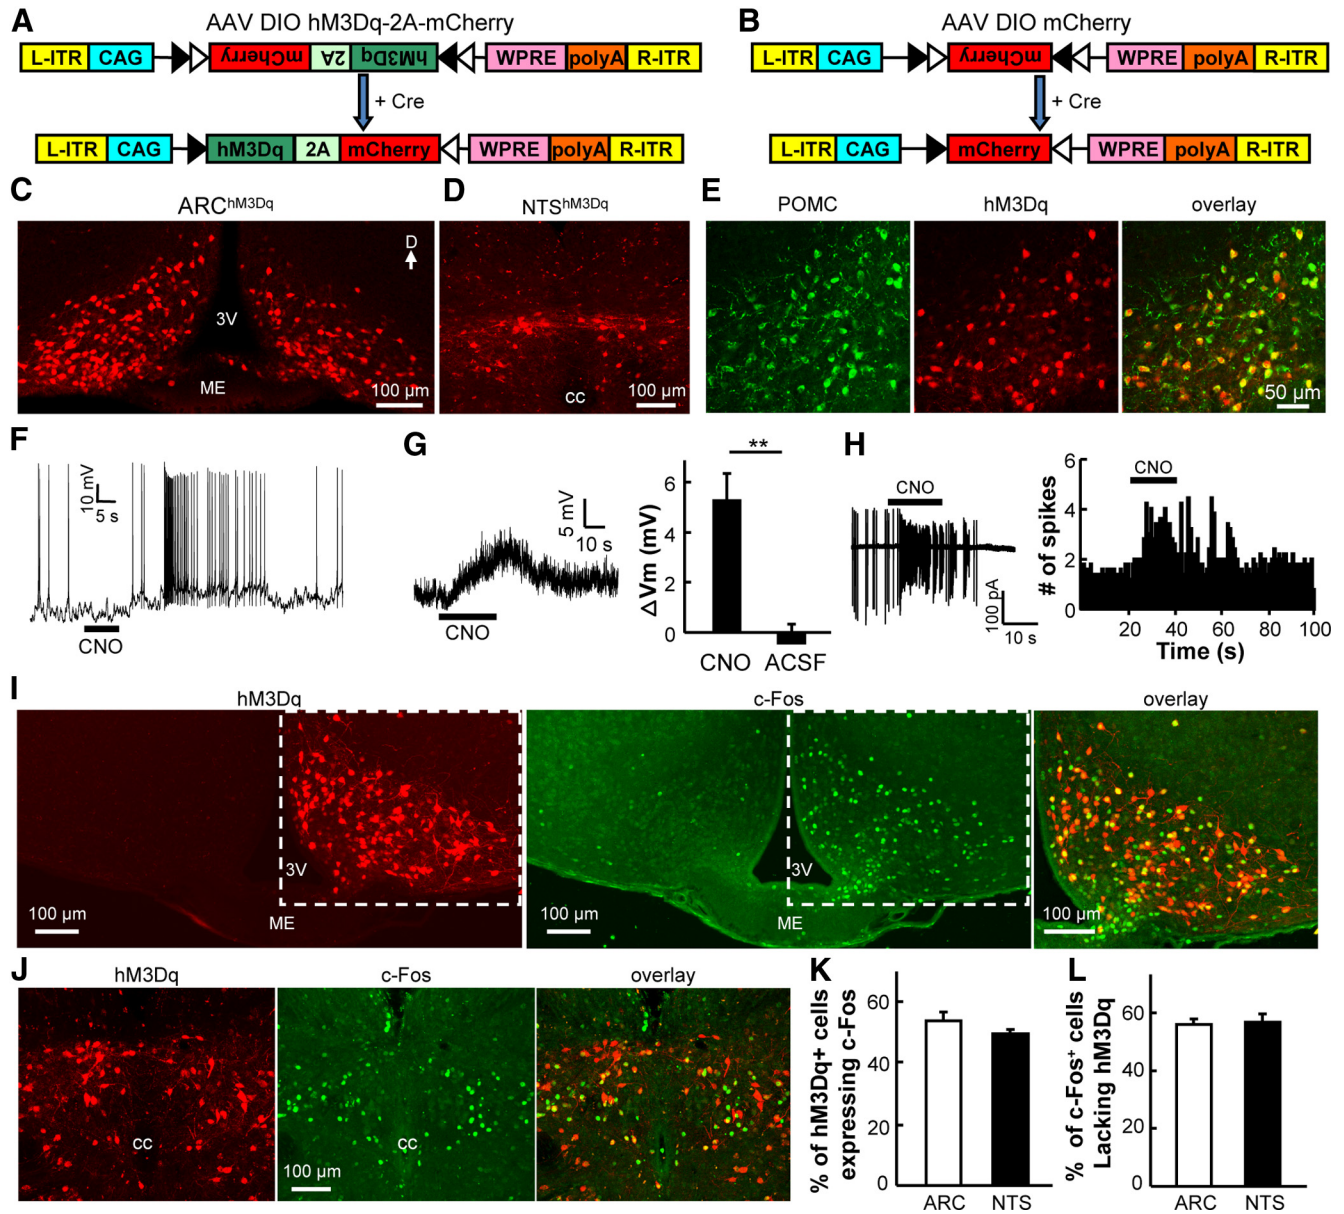 A
AAV DIO hM3Dq-2A-mCherry
L-ITR CAG mCherry 2A hM3Dq WPRE polyA R-ITR
+ Cre
L-ITR CAG hM3Dq 2A mCherry WPRE polyA R-ITR
B
AAV DIO mCherry
L-ITR CAG mCherry WPRE polyA R-ITR
+ Cre
L-ITR CAG mCherry WPRE polyA R-ITR
C
ARChM3Dq
D
3V
ME
100 µm
D
NTShM3Dq
cc
100 µm
E
POMC hM3Dq overlay
50 µm
F
10 mV
5 s
CNO
G
5 mV
10 s
CNO
ΔVm (mV)
6
4
2
0
**
CNO ACSF
H
CNO
100 pA
10 s
# of spikes
6
4
2
0
CNO
20 40 60 80 100
Time (s)
I
hM3Dq c-Fos overlay
3V
ME
100 µm
3V
ME
100 µm
100 µm
J
hM3Dq c-Fos overlay
cc
cc
100 µm
K
% of hM3Dq+ cells
expressing c-Fos
60
40
20
0
ARC NTS
L
% of c-Fos+ cells
Lacking hM3Dq
60
40
20
0
ARC NTS